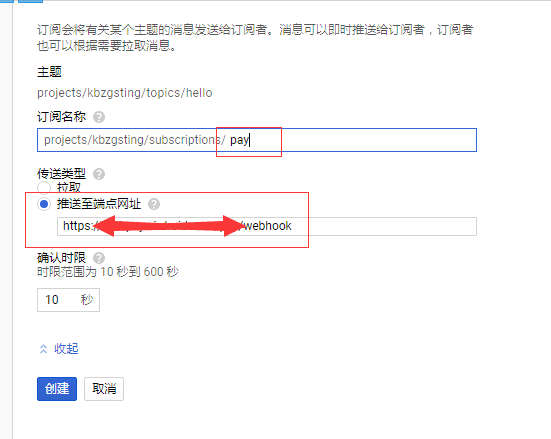 订阅会将有关某个主题的消息发送给订阅者。消息可以即时推送给订阅者，订阅者
也可以根据需要拉取消息。
主题
projects/kbzgsting/topics/hello
订阅名称
projects/kbzgsting/subscriptions/ pay
传送类型
拉取
推送至端点网址
https: /webhook
确认时限
时限范围为 10 秒到 600 秒
10 秒
收起
创建 取消